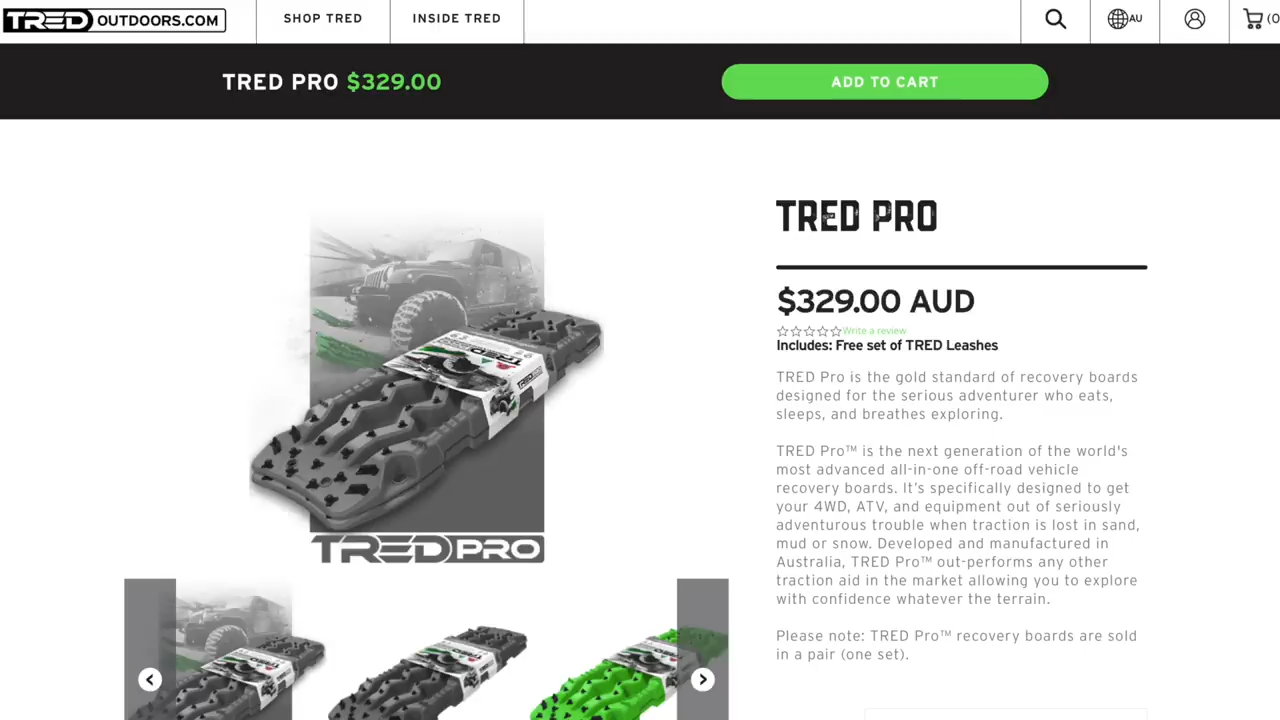 TRED OUTDOORS.COM
SHOP TRED
INSIDE TRED
AU
(0
TRED PRO $329.00
ADD TO CART
TRED PRO
$329.00 AUD
Write a review
Includes: Free set of TRED Leashes
TRED Pro is the gold standard of recovery boards
designed for the serious adventurer who eats,
sleeps, and breathes exploring.
TRED Pro™ is the next generation of the world's
most advanced all-in-one off-road vehicle
recovery boards. It's specifically designed to get
your 4WD, ATV, and equipment out of seriously
adventurous trouble when traction is lost in sand,
mud or snow. Developed and manufactured in
Australia, TRED Pro™ out-performs any other
traction aid in the market allowing you to explore
with confidence whatever the terrain.
Please note: TRED Pro™ recovery boards are sold
in a pair (one set).
TRED
TRED PRO
TRED PRO